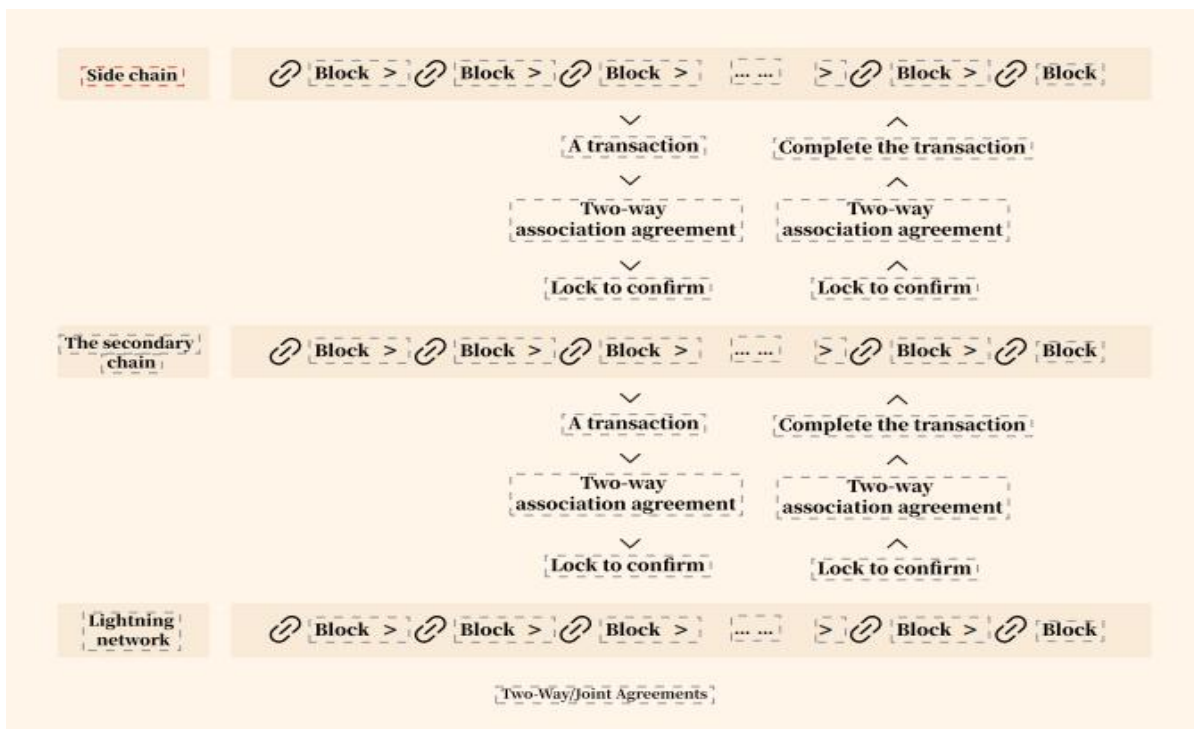 Side chain Block > Block > Block > ... ... > Block > Block
A transaction Complete the transaction
Two-way Two-way
association agreement association agreement
Lock to confirm Lock to confirm
The secondary
chain Block > Block > Block > ... ... > Block > Block
A transaction Complete the transaction
Two-way Two-way
association agreement association agreement
Lock to confirm Lock to confirm
Lightning
network Block > Block > Block > ... ... > Block > Block
Two-Way/Joint Agreements